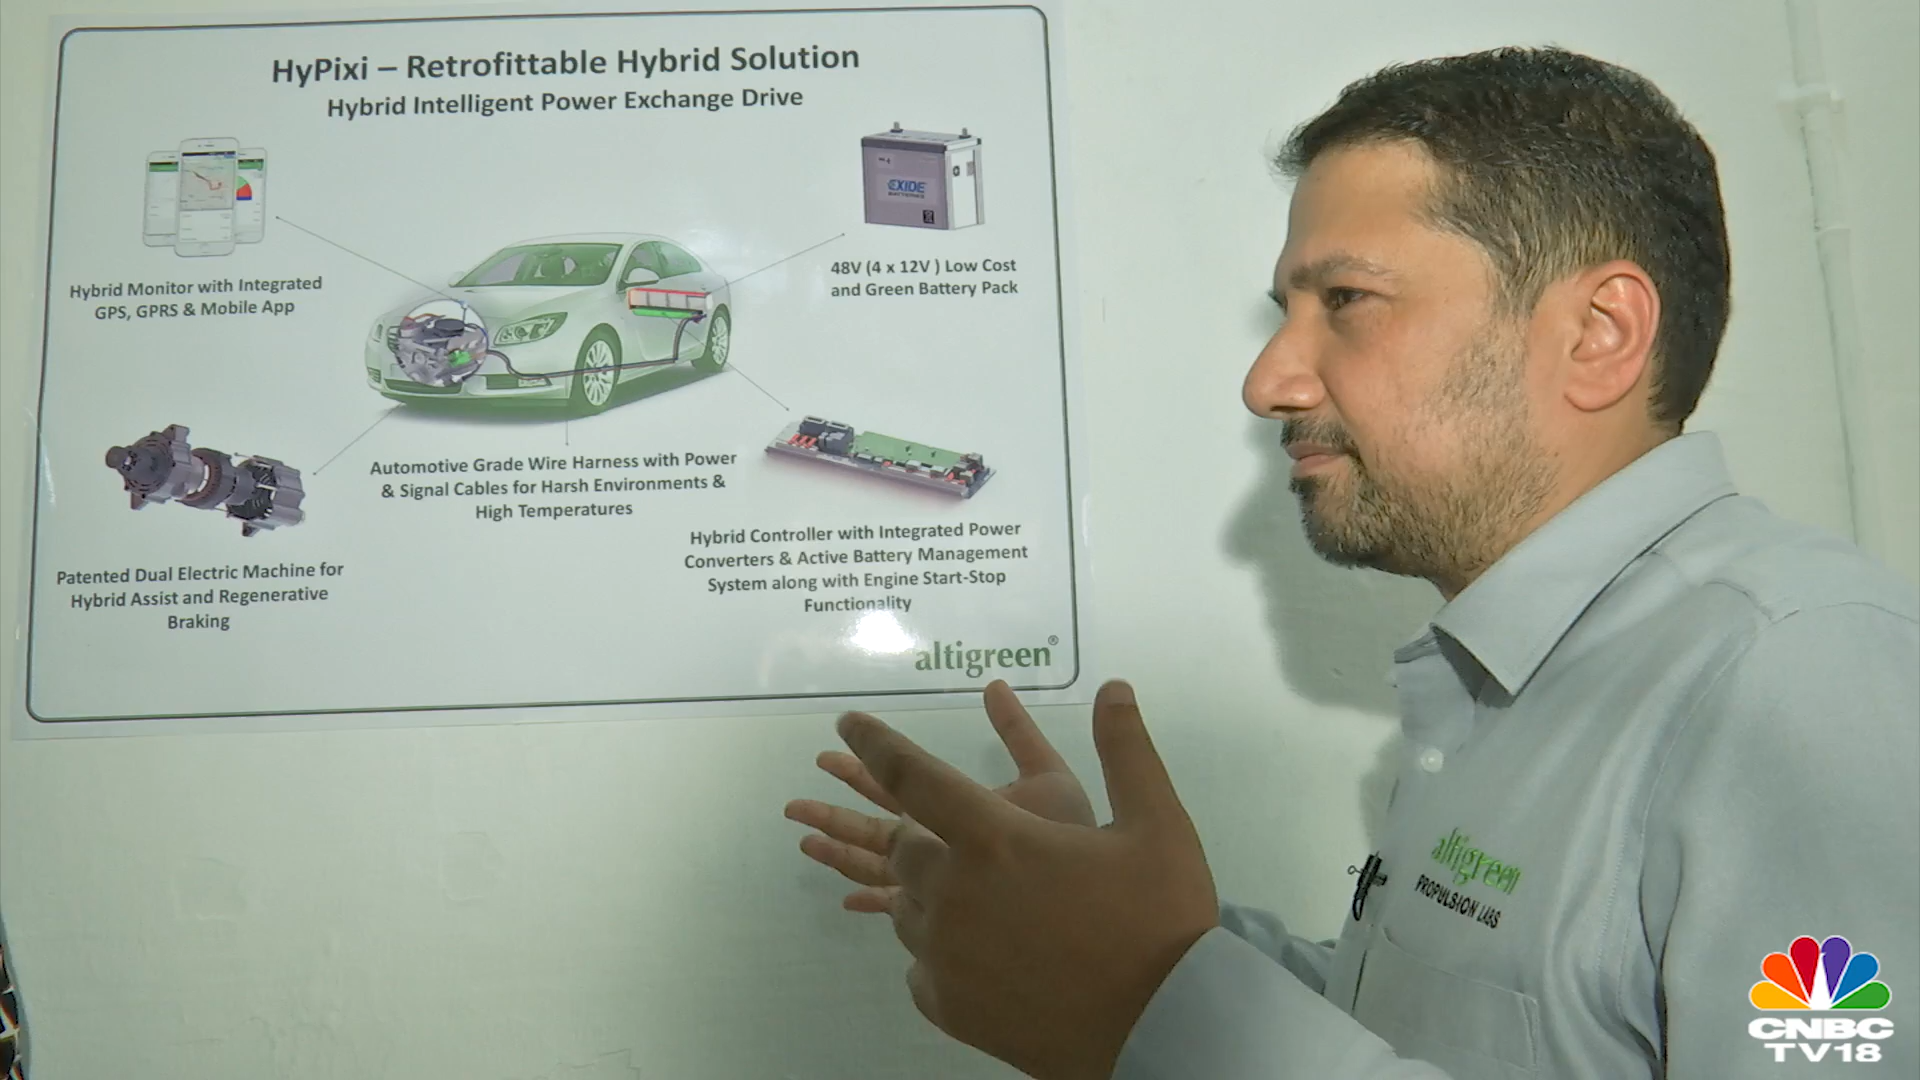 HyPixi – Retrofittable Hybrid Solution
Hybrid Intelligent Power Exchange Drive
EXIDE
BATTERIES
Hybrid Monitor with Integrated
GPS, GPRS & Mobile App
48V (4 x 12V ) Low Cost
and Green Battery Pack
Automotive Grade Wire Harness with Power
& Signal Cables for Harsh Environments &
High Temperatures
Patented Dual Electric Machine for
Hybrid Assist and Regenerative
Braking
Hybrid Controller with Integrated Power
Converters & Active Battery Management
System along with Engine Start-Stop
Functionality
altigreen®
altigreen
PROPULSION LABS
CNBC
TV18